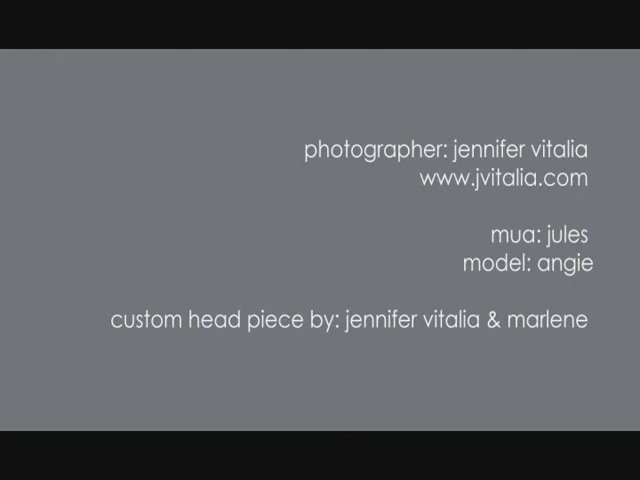 photographer: jennifer vitalia
www.jvitalia.com
mua: jules
model: angie
custom head piece by: jennifer vitalia & marlene